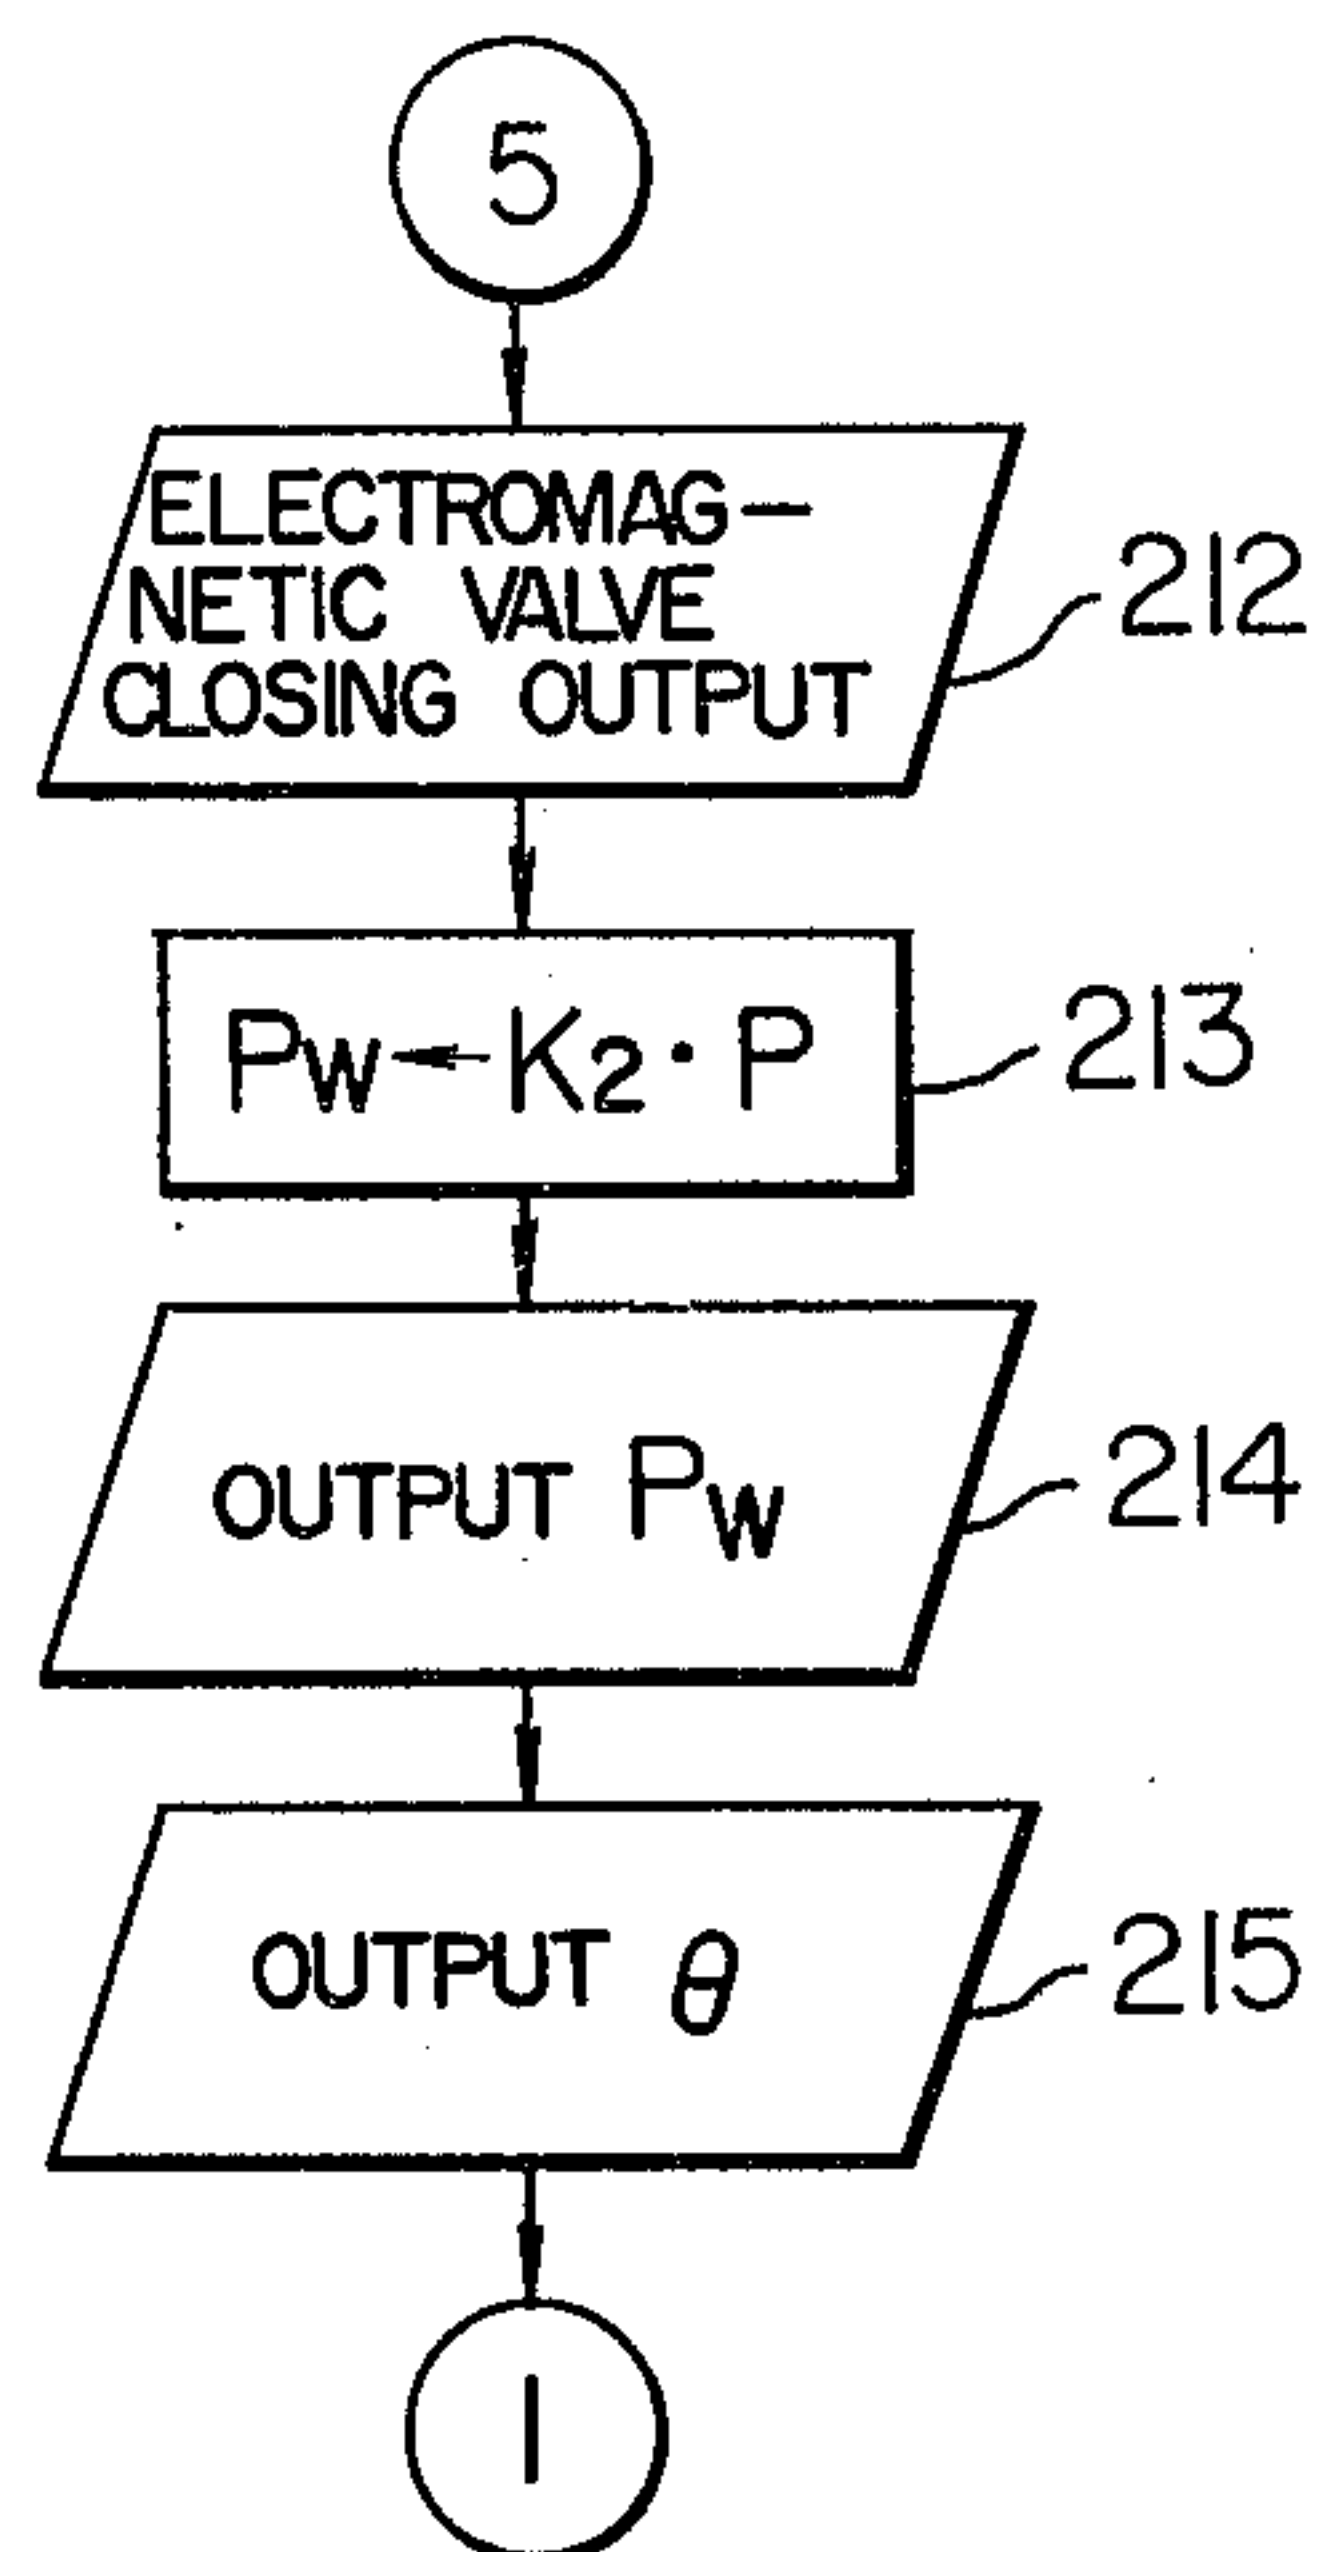 5
ELECTROMAG-
NETIC VALVE
CLOSING OUTPUT
212
PW ← K2 · P
213
OUTPUT PW
214
OUTPUT θ
215
1